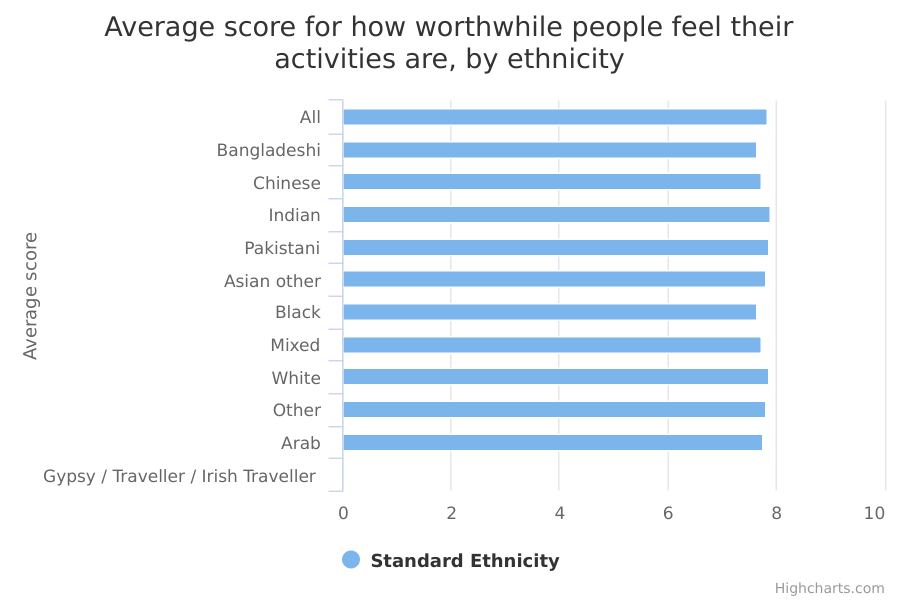 Average score for how worthwhile people feel their
activities are, by ethnicity
Average score
All
Bangladeshi
Chinese
Indian
Pakistani
Asian other
Black
Mixed
White
Other
Arab
Gypsy / Traveller / Irish Traveller
0 2 4 6 8 10
Standard Ethnicity
Highcharts.com